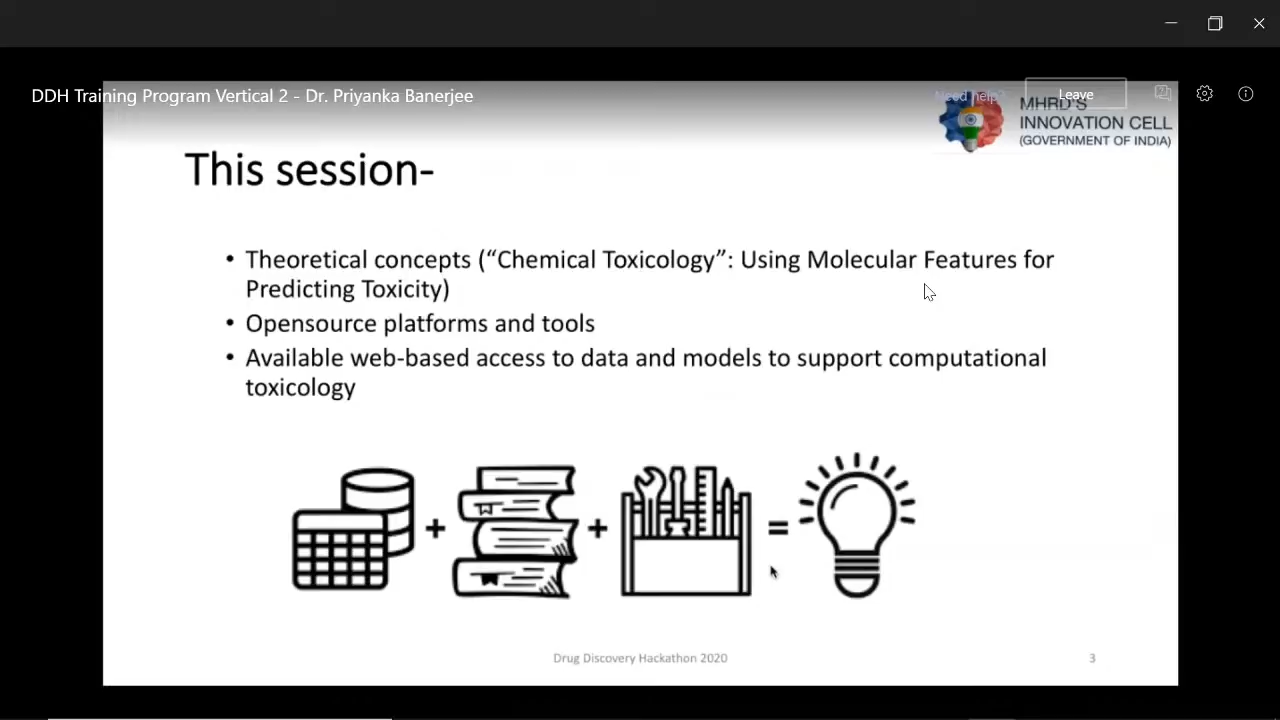 DDH Training Program Vertical 2 - Dr. Priyanka Banerjee
Need help?
Leave
MHRD'S
INNOVATION CELL
(GOVERNMENT OF INDIA)
This session-
• Theoretical concepts (“Chemical Toxicology”: Using Molecular Features for
Predicting Toxicity)
• Opensource platforms and tools
• Available web-based access to data and models to support computational
toxicology
+ + =
Drug Discovery Hackathon 2020
3